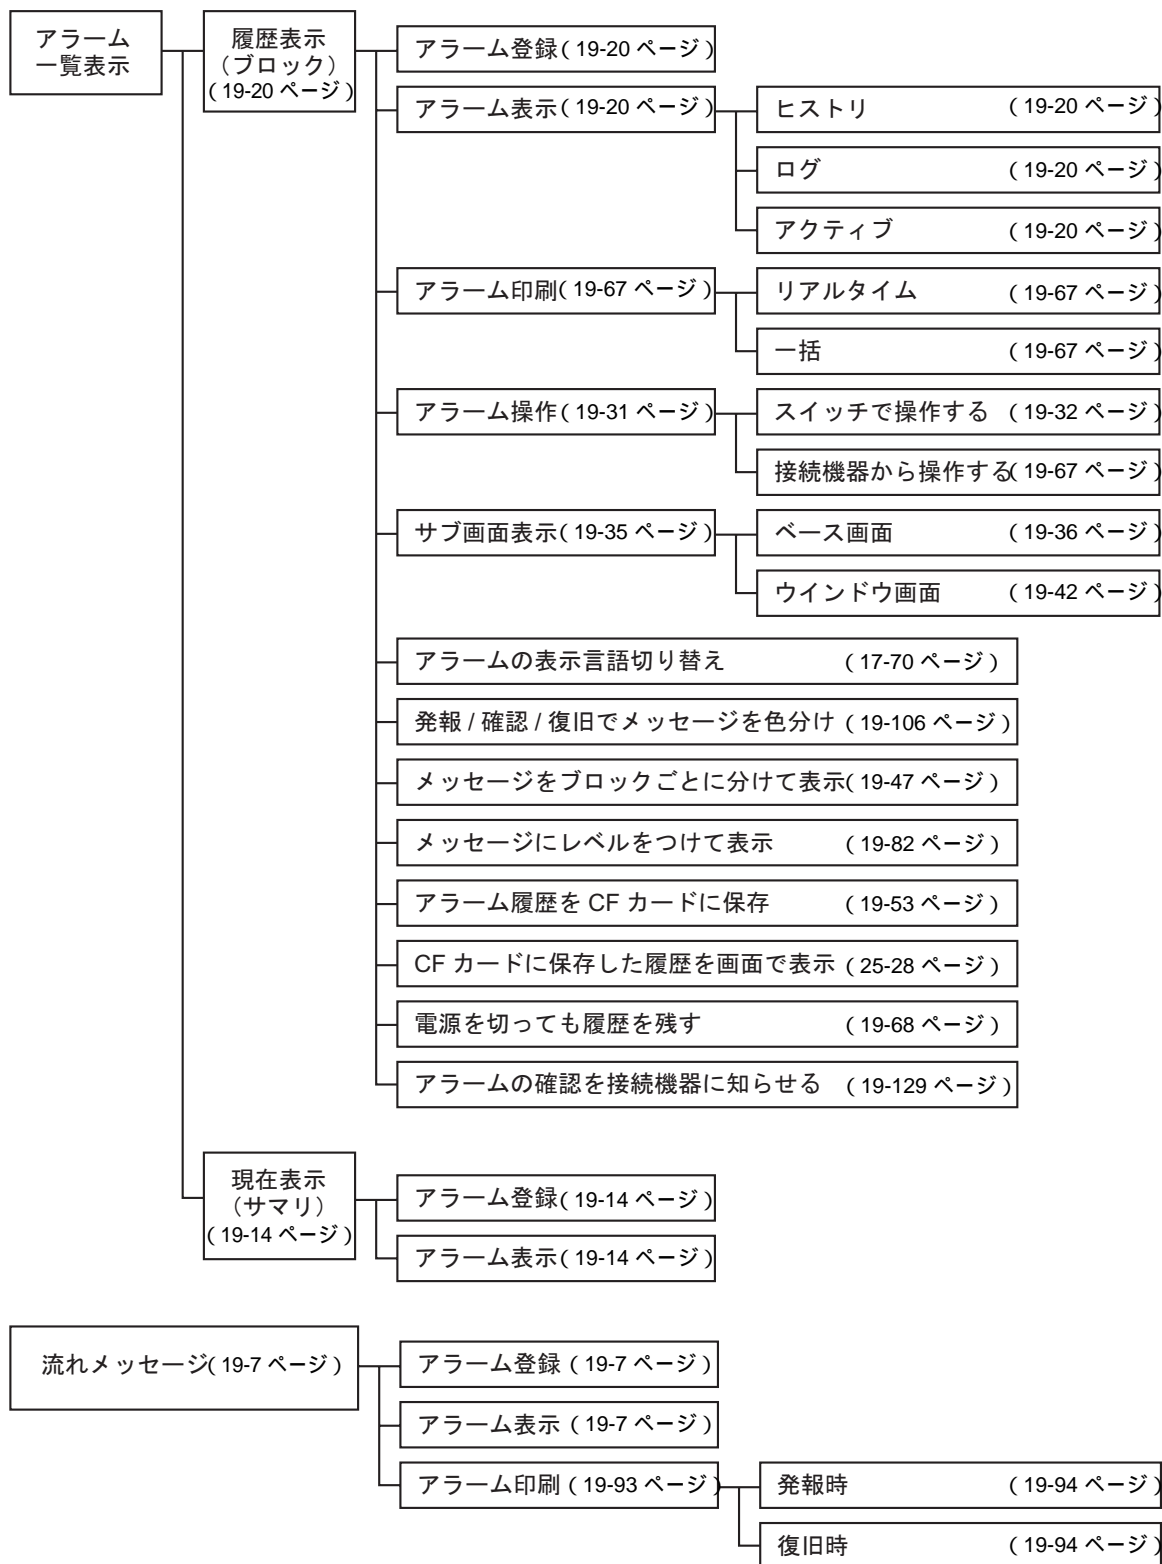 アラーム
一覧表示
履歴表示
（ブロック）
（19-20 ページ）
アラーム登録（19-20 ページ）
アラーム表示（19-20 ページ）
ヒストリ （19-20 ページ）
ログ （19-20 ページ）
アクティブ （19-20 ページ）
アラーム印刷（19-67 ページ）
リアルタイム （19-67 ページ）
一括 （19-67 ページ）
アラーム操作（19-31 ページ）
スイッチで操作する （19-32 ページ）
接続機器から操作する（19-67 ページ）
サブ画面表示（19-35 ページ）
ベース画面 （19-36 ページ）
ウインドウ画面 （19-42 ページ）
アラームの表示言語切り替え （17-70 ページ）
発報 / 確認 / 復旧でメッセージを色分け（19-106 ページ）
メッセージをブロックごとに分けて表示（19-47 ページ）
メッセージにレベルをつけて表示 （19-82 ページ）
アラーム履歴を CF カードに保存 （19-53 ページ）
CF カードに保存した履歴を画面で表示（25-28 ページ）
電源を切っても履歴を残す （19-68 ページ）
アラームの確認を接続機器に知らせる （19-129 ページ）
現在表示
（サマリ）
（19-14 ページ）
アラーム登録（19-14 ページ）
アラーム表示（19-14 ページ）
流れメッセージ（19-7 ページ）
アラーム登録（19-7 ページ）
アラーム表示（19-7 ページ）
アラーム印刷（19-93 ページ）
発報時 （19-94 ページ）
復旧時 （19-94 ページ）